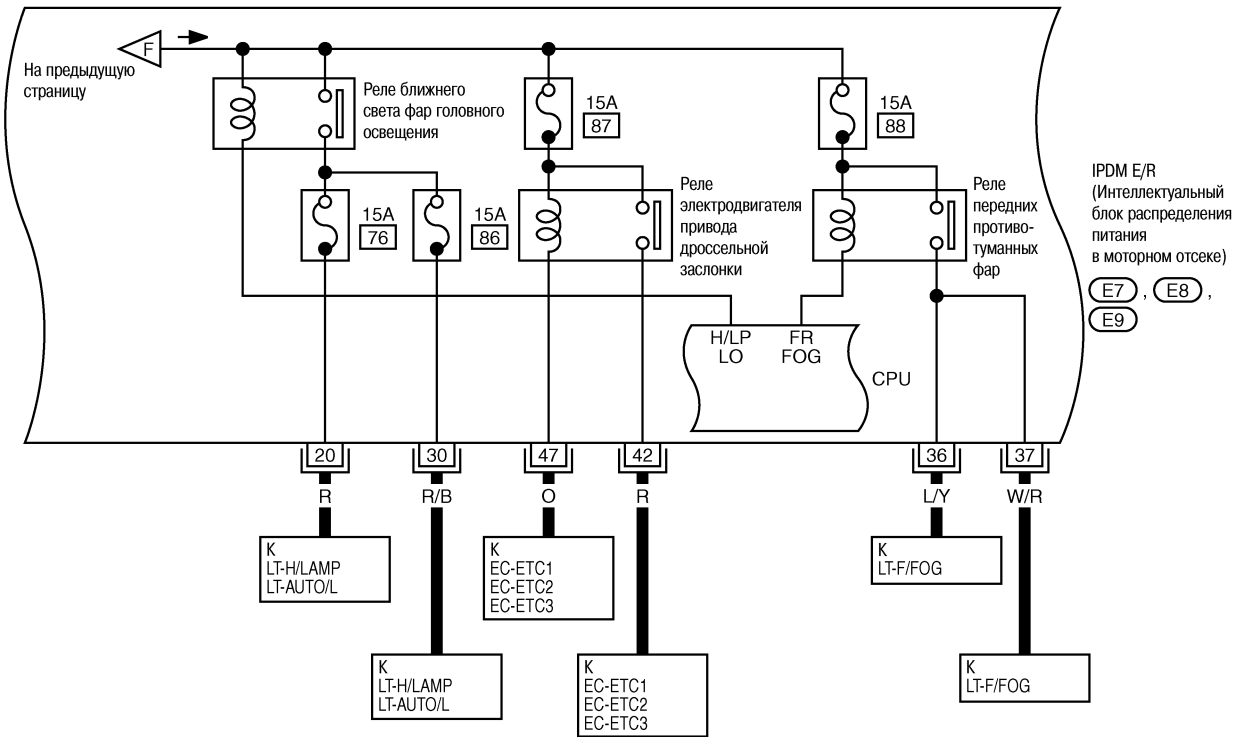 F
На предыдущую
страницу
Реле ближнего
света фар головного
освещения
15A
87
15A
88
15A
76
15A
86
Реле
электродвигателя
привода
дроссельной
заслонки
Реле
передних
противо-
туманных
фар
IPDM E/R
(Интеллектуальный
блок распределения
питания
в моторном отсеке)
E7 , E8 ,
E9
H/LP
LO
FR
FOG
CPU
20
30
47
42
36
37
R
R/B
O
R
L/Y
W/R
К
LT-H/LAMP
LT-AUTO/L
К
EC-ETC1
EC-ETC2
EC-ETC3
К
LT-F/FOG
К
LT-H/LAMP
LT-AUTO/L
К
EC-ETC1
EC-ETC2
EC-ETC3
К
LT-F/FOG